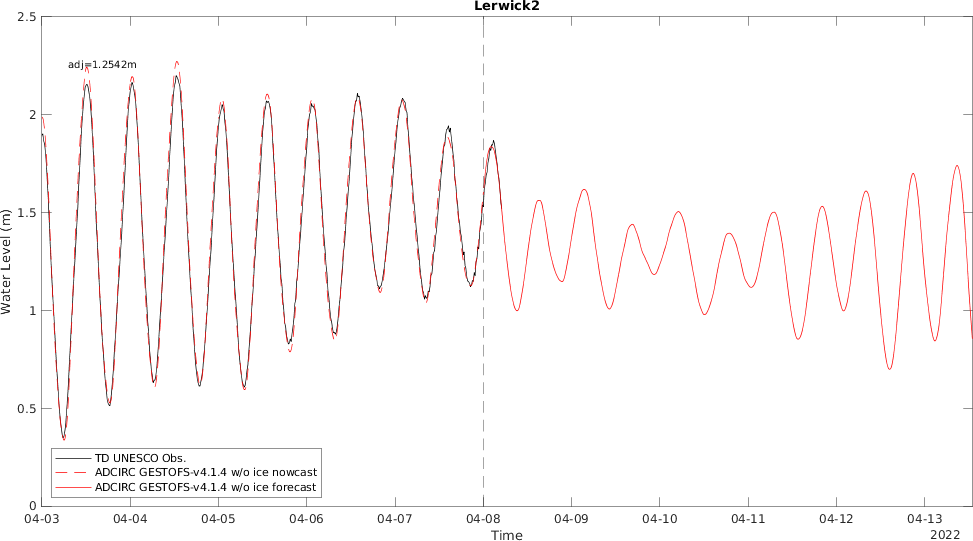 Lerwick2
adj=1.2542m
2.5
2
1.5
1
0.5
0
Water Level (m)
TD UNESCO Obs.
ADCIRC GESTOFS-v4.1.4 w/o ice nowcast
ADCIRC GESTOFS-v4.1.4 w/o ice forecast
04-03 04-04 04-05 04-06 04-07 04-08 04-09 04-10 04-11 04-12 04-13
Time
2022